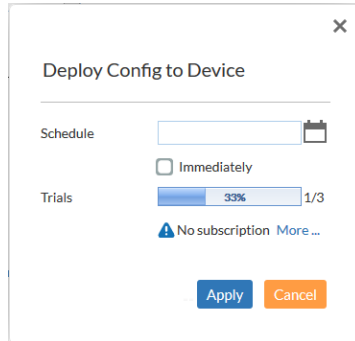 Deploy Config to Device
Schedule
Immediately
Trials 33% 1/3
No subscription More ...
Apply Cancel